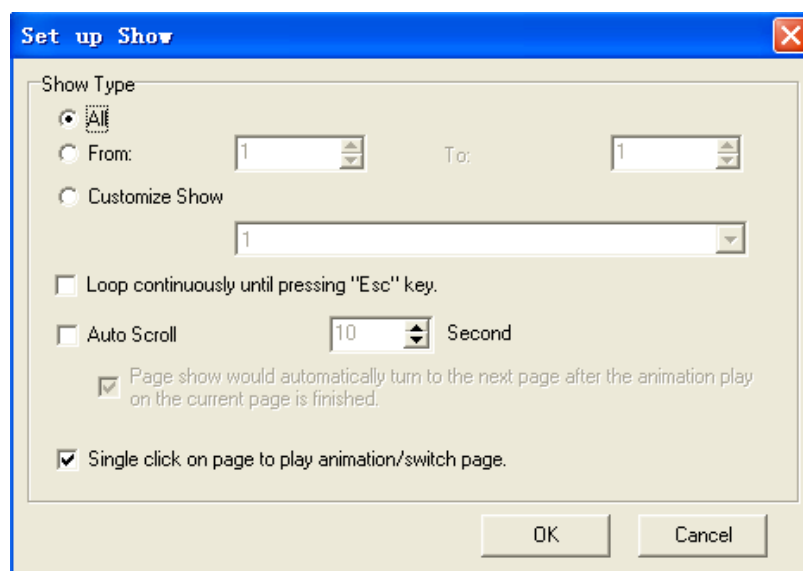 Set up Show
Show Type
All
From: 1 To: 1
Customize Show
1
Loop continuously until pressing "Esc" key.
Auto Scroll 10 Second
Page show would automatically turn to the next page after the animation play
on the current page is finished.
Single click on page to play animation/switch page.
OK Cancel